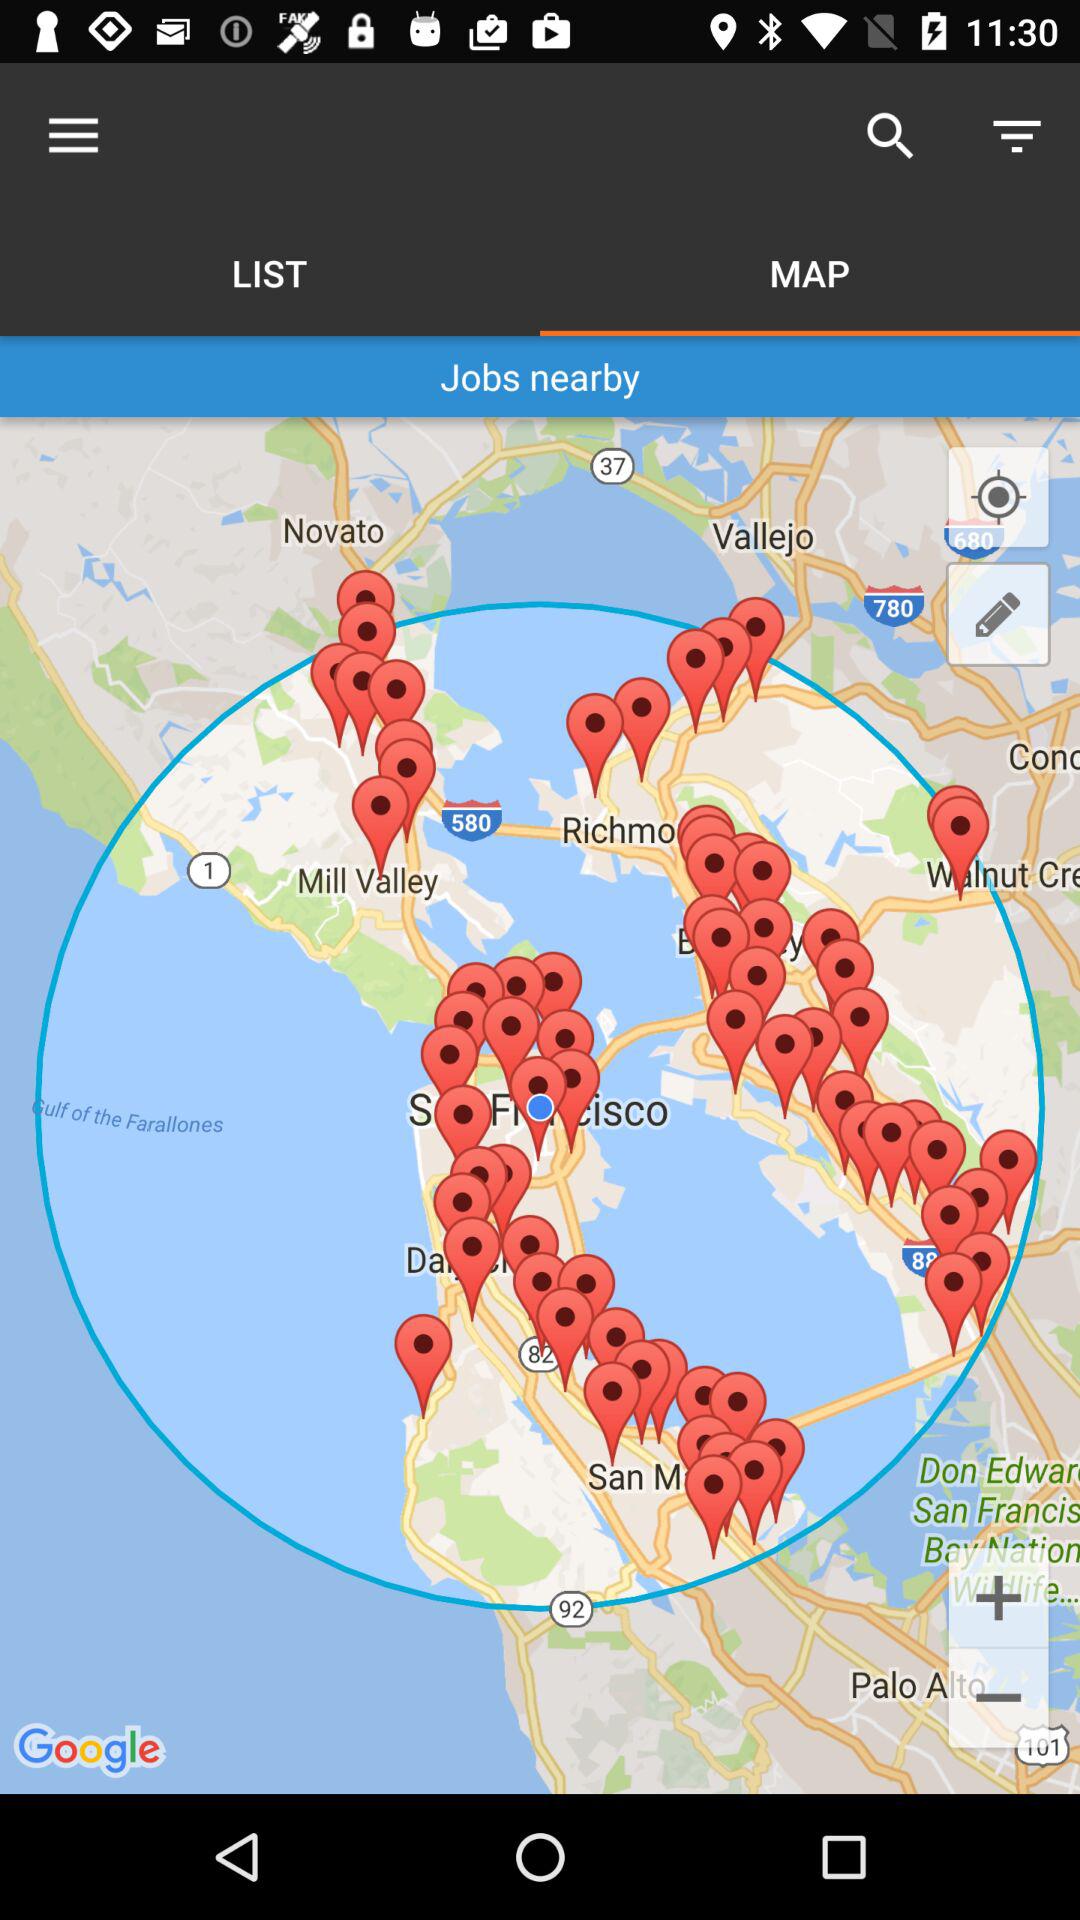 FAKE
11:30
LIST MAP
Jobs nearby
37
Novato
Vallejo
680
780
Conc
580
Richmo
1
Walnut Cre
Mill Valley
B y
S F cisco
Gulf of the Farallones
Da
88
82
San M
Don Edwar
San Francis
Bay Nation
Wildlife...
92
Palo Alto
Google
101